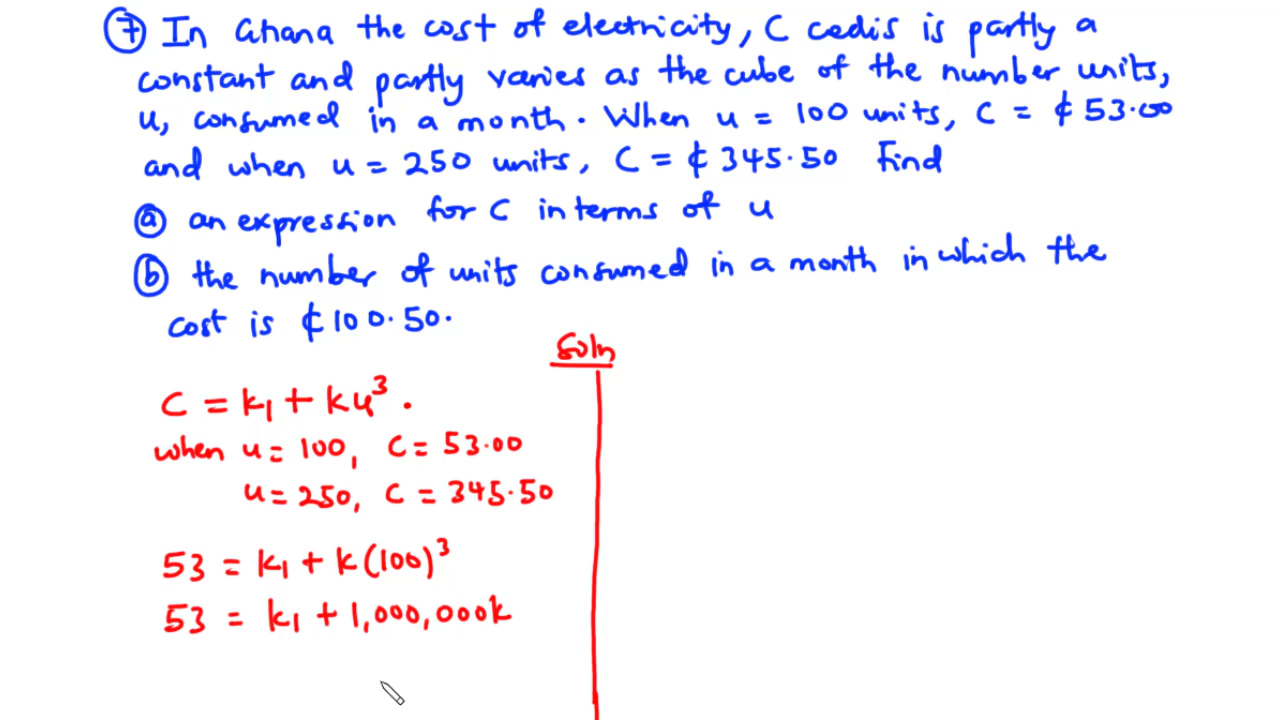 ⑦ In Ghana the cost of electricity, C cedis is partly a
constant and partly varies as the cube of the number units,
u, consumed in a month. When u = 100 units, C = ₵53.00
and when u = 250 units, C = ₵345.50 Find
ⓐ an expression for C in terms of u
ⓑ the number of units consumed in a month in which the
cost is ₵100.50.
Soln
C = k₁ + ku³.
when u = 100, C = 53.00
u = 250, C = 345.50
53 = k₁ + k(100)³
53 = k₁ + 1,000,000k